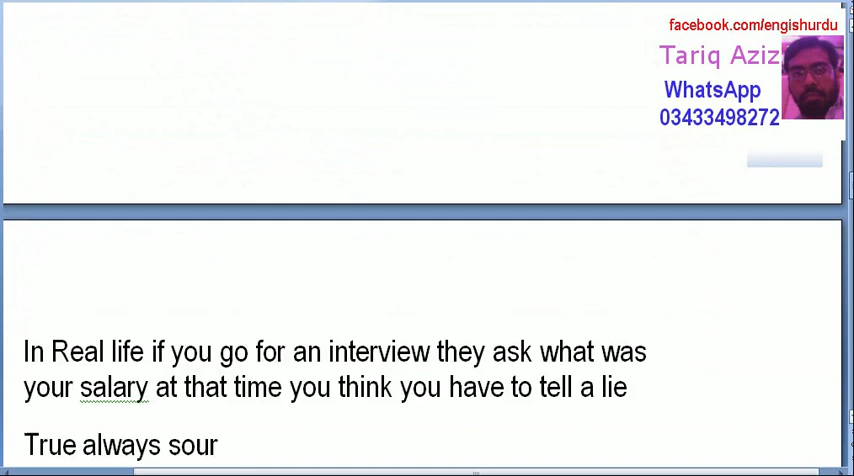 facebook.com/engishurdu
Tariq Aziz
WhatsApp
03433498272
In Real life if you go for an interview they ask what was
your salary at that time you think you have to tell a lie
True always sour